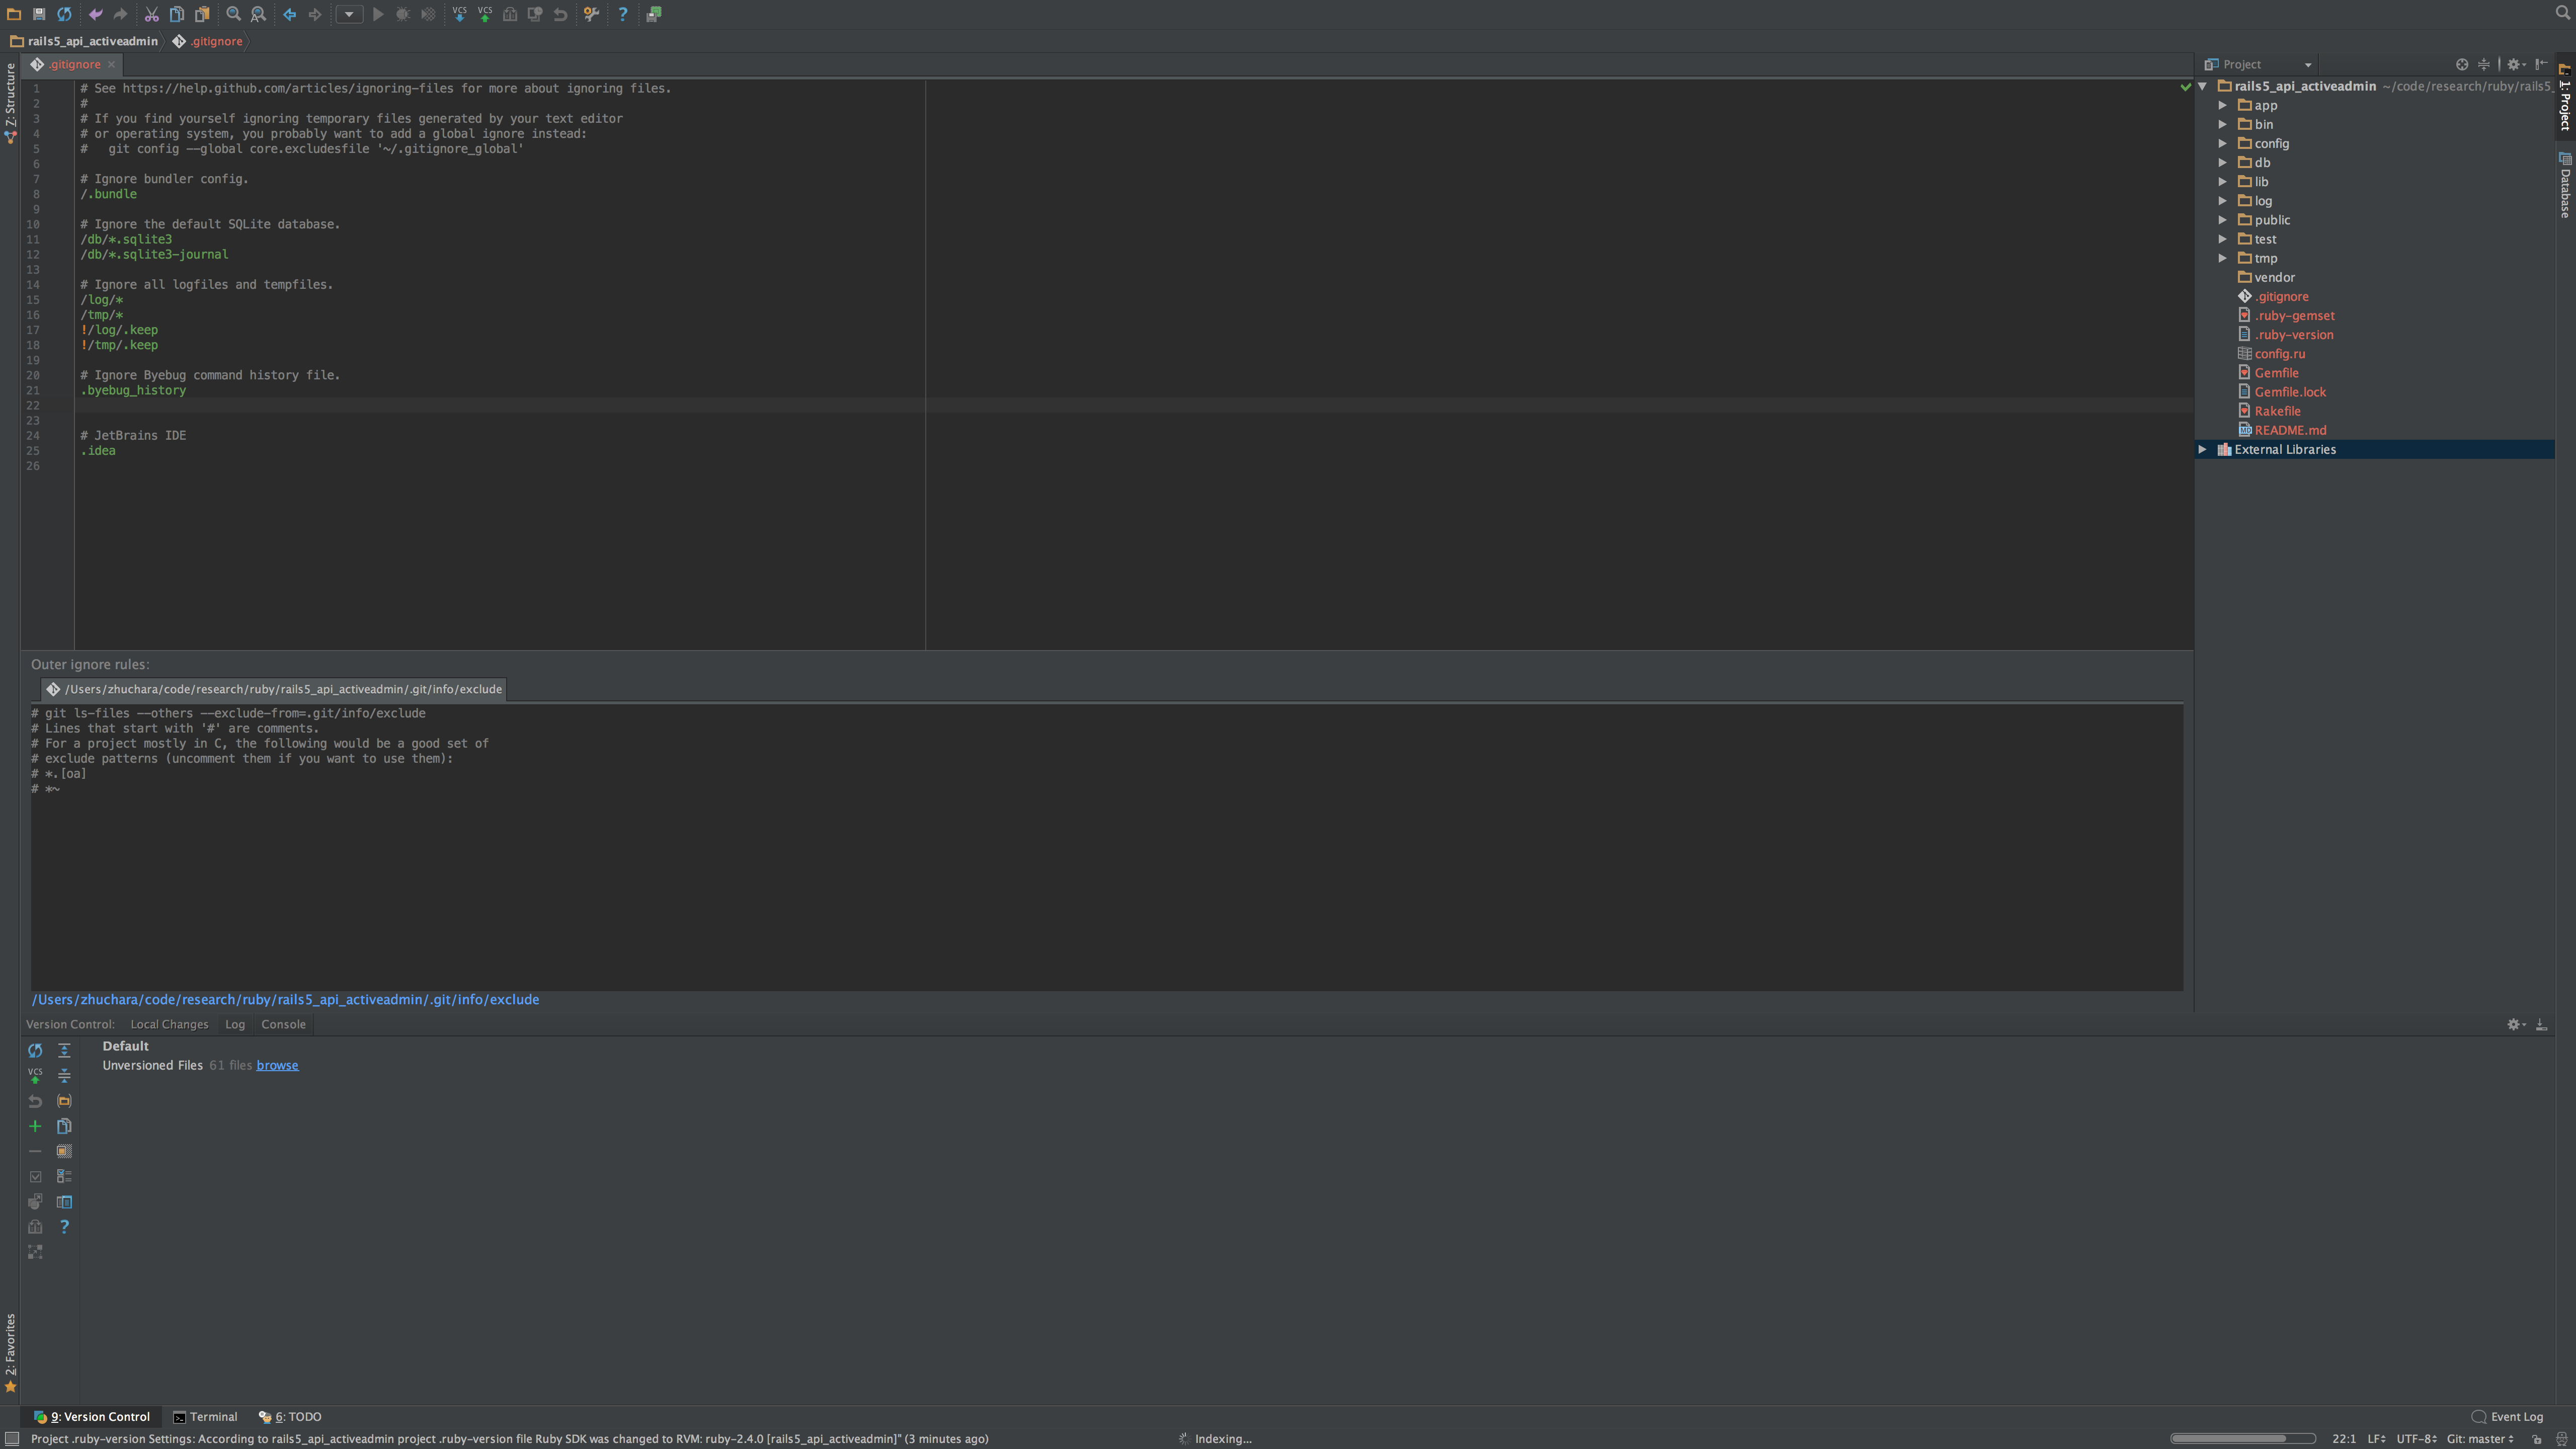 VCS VCS
rails5_api_activeadmin .gitignore
.gitignore
1 # See https://help.github.com/articles/ignoring-files for more about ignoring files.
2 #
3 # If you find yourself ignoring temporary files generated by your text editor
4 # or operating system, you probably want to add a global ignore instead:
5 #   git config --global core.excludesfile '~/.gitignore_global'
6
7 # Ignore bundler config.
8 /.bundle
9
10 # Ignore the default SQLite database.
11 /db/*.sqlite3
12 /db/*.sqlite3-journal
13
14 # Ignore all logfiles and tempfiles.
15 /log/*
16 /tmp/*
17 !/log/.keep
18 !/tmp/.keep
19
20 # Ignore Byebug command history file.
21 .byebug_history
22
23
24 # JetBrains IDE
25 .idea
26
Outer ignore rules:
/Users/zhuchara/code/research/ruby/rails5_api_activeadmin/.git/info/exclude
# git ls-files --others --exclude-from=.git/info/exclude
# Lines that start with '#' are comments.
# For a project mostly in C, the following would be a good set of
# exclude patterns (uncomment them if you want to use them):
# *.[oa]
# *~
/Users/zhuchara/code/research/ruby/rails5_api_activeadmin/.git/info/exclude
Project
rails5_api_activeadmin ~/code/research/ruby/rails5_
app
bin
config
db
lib
log
public
test
tmp
vendor
.gitignore
.ruby-gemset
.ruby-version
config.ru
Gemfile
Gemfile.lock
Rakefile
README.md
External Libraries
1: Project
Database
Z: Structure
2: Favorites
Version Control: Local Changes Log Console
VCS
Default
Unversioned Files 61 files browse
9: Version Control Terminal 6: TODO Event Log
Project .ruby-version Settings: According to rails5_api_activeadmin project .ruby-version file Ruby SDK was changed to RVM: ruby-2.4.0 [rails5_api_activeadmin]" (3 minutes ago) Indexing... 22:1 LF UTF-8 Git: master